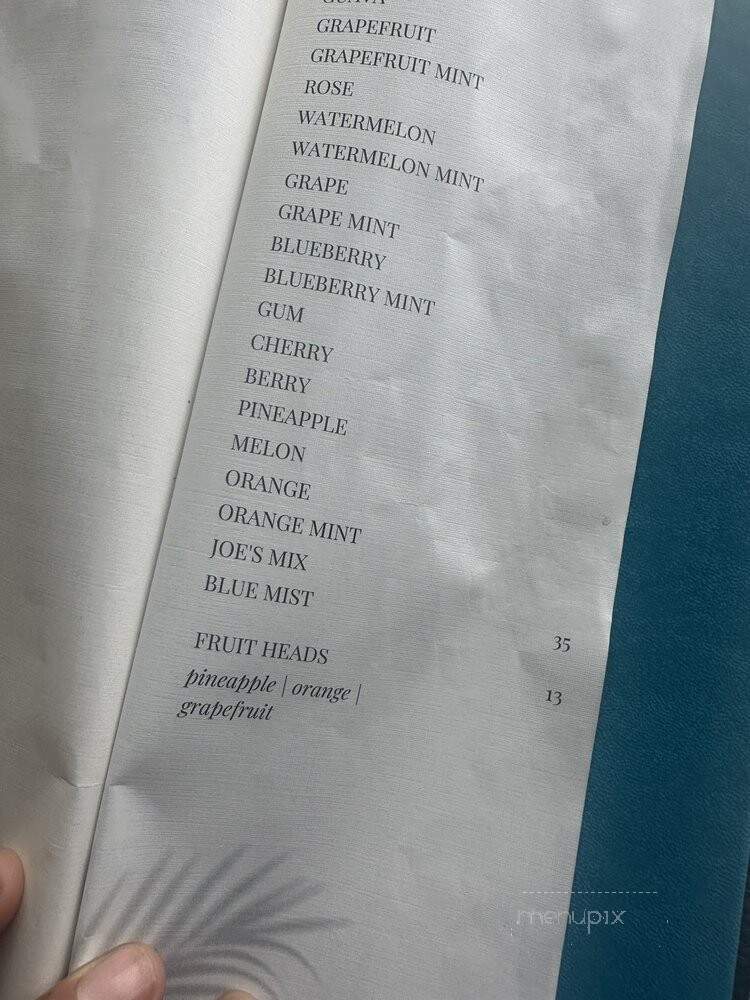 GUAVA
GRAPEFRUIT
GRAPEFRUIT MINT
ROSE
WATERMELON
WATERMELON MINT
GRAPE
GRAPE MINT
BLUEBERRY
BLUEBERRY MINT
GUM
CHERRY
BERRY
PINEAPPLE
MELON
ORANGE
ORANGE MINT
JOE'S MIX
BLUE MIST
FRUIT HEADS 35
pineapple | orange | 13
grapefruit
menupix